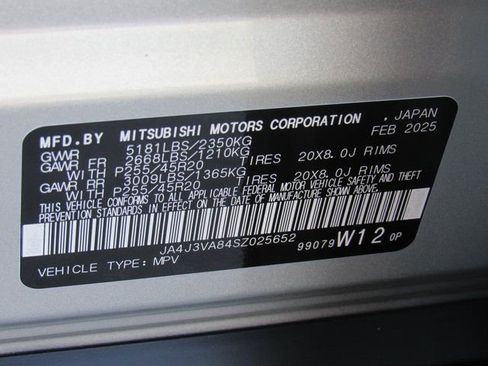 MFD.BY MITSUBISHI MOTORS CORPORATION . JAPAN
GVWR 5181LBS/2350KG FEB 2025
GAWR FR 2668LBS/1210KG
WITH P255/45R20 TIRES 20X8.0J RIMS
GAWR RR 3009LBS/1365KG
WITH P255/45R20 TIRES 20X8.0J RIMS
THIS VEHICLE CONFORMS TO ALL APPLICABLE FEDERAL MOTOR VEHICLE SAFETY AND THEFT
PREVENTION STANDARDS IN EFFECT ON THE DATE OF MANUFACTURE SHOWN ABOVE.
JA4J3VA84SZ025652
99079 W12 0P
VEHICLE TYPE:MPV